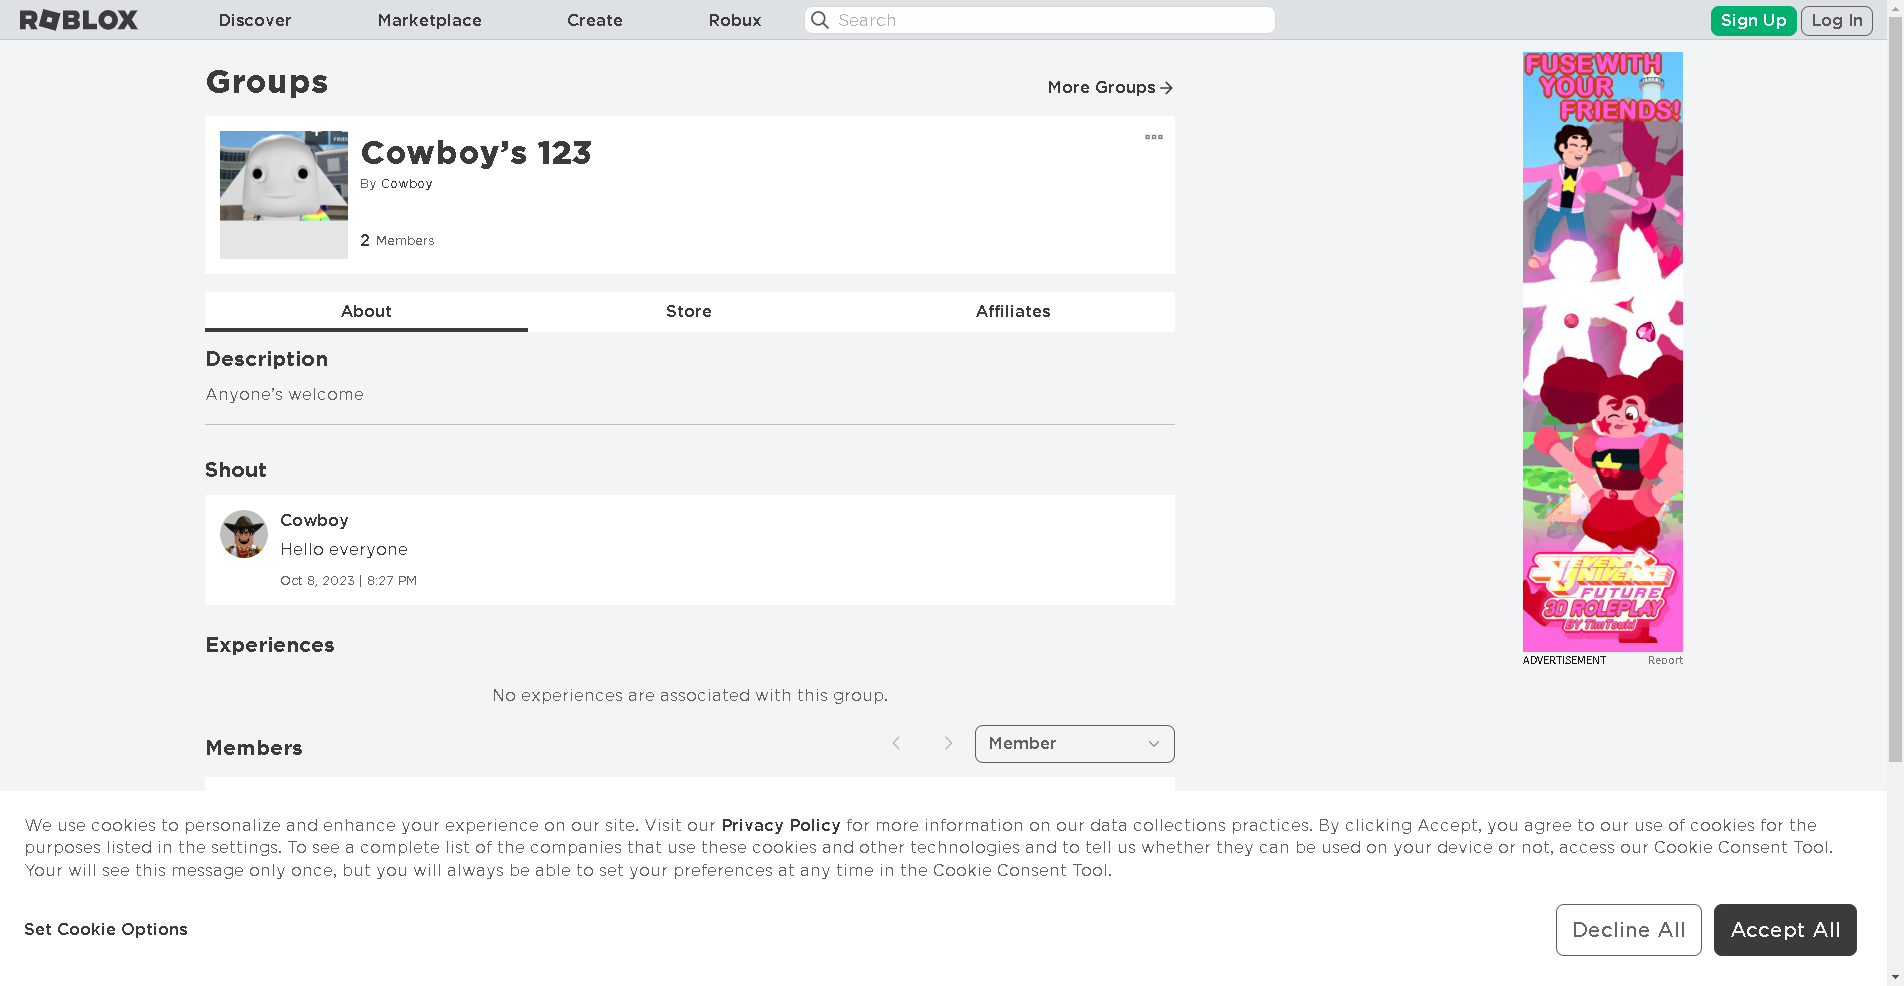 ROBLOX
Discover
Marketplace
Create
Robux
Search
Sign Up
Log In
Groups
More Groups
Cowboy's 123
By Cowboy
2 Members
About
Store
Affiliates
Description
Anyone's welcome
Shout
Cowboy
Hello everyone
Oct 8, 2023 | 8:27 PM
Experiences
No experiences are associated with this group.
Members
Member
FUSE WITH
YOUR
FRIENDS!
STEVEN
UNIVERSE
FUTURE
3D ROLEPLAY
BY TimTsuki
ADVERTISEMENT
Report
We use cookies to personalize and enhance your experience on our site. Visit our Privacy Policy for more information on our data collections practices. By clicking Accept, you agree to our use of cookies for the
purposes listed in the settings. To see a complete list of the companies that use these cookies and other technologies and to tell us whether they can be used on your device or not, access our Cookie Consent Tool.
Your will see this message only once, but you will always be able to set your preferences at any time in the Cookie Consent Tool.
Set Cookie Options
Decline All
Accept All